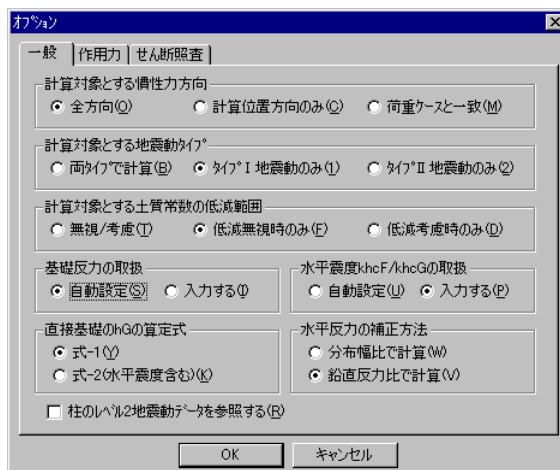 オプション
一般 作用力 せん断照査
計算対象とする慣性力方向
全方向(O) 計算位置方向のみ(C) 荷重ケースと一致(M)
計算対象とする地震動タイプ
両タイプで計算(B) タイプⅠ地震動のみ(1) タイプⅡ地震動のみ(2)
計算対象とする土質常数の低減範囲
無視/考慮(T) 低減無視時のみ(F) 低減考慮時のみ(D)
基礎反力の取扱 水平震度khcF/khcGの取扱
自動設定(S) 入力する(I) 自動設定(U) 入力する(P)
直接基礎のhGの算定式 水平反力の補正方法
式-1(Y) 分布幅比で計算(W)
式-2(水平震度含む)(K) 鉛直反力比で計算(V)
柱のレベル2地震動データを参照する(R)
OK キャンセル